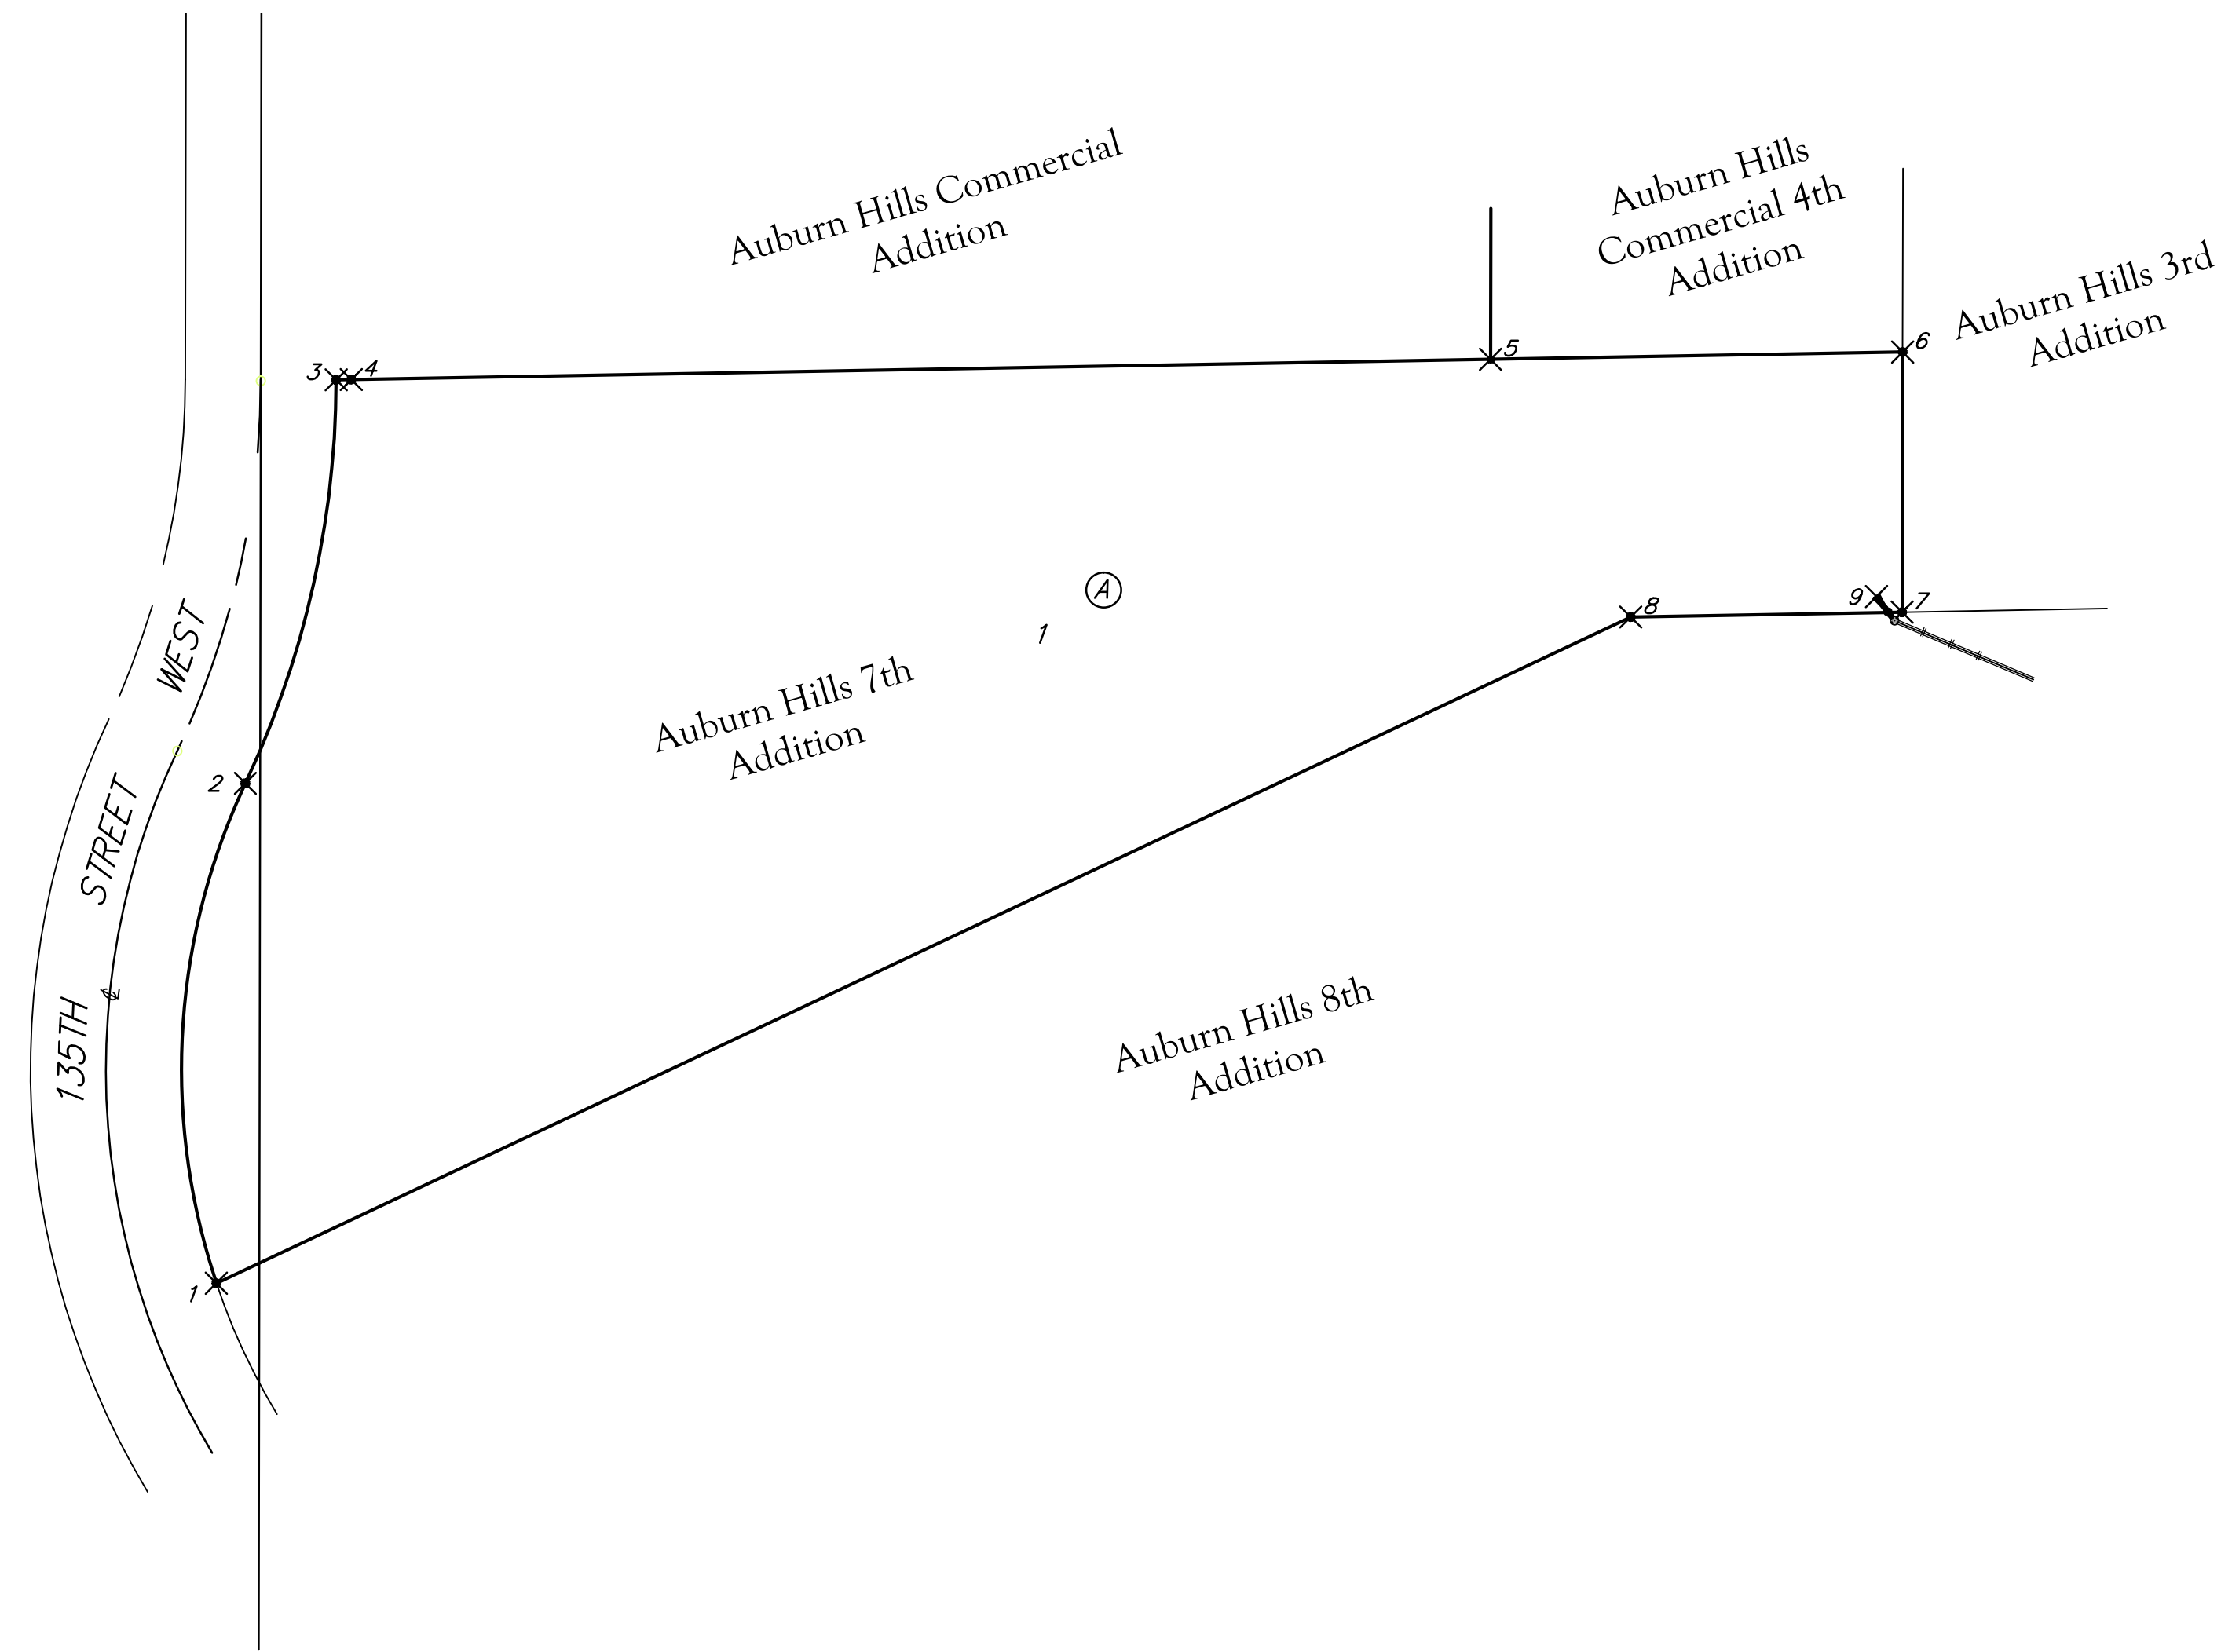 Auburn Hills Commercial
Addition
Auburn Hills
Commercial 4th
Addition
Auburn Hills 3rd
Addition
3
4
5
6
A
1
9
7
8
WEST
STREET
135TH
Auburn Hills 7th
Addition
2
Auburn Hills 8th
Addition
1